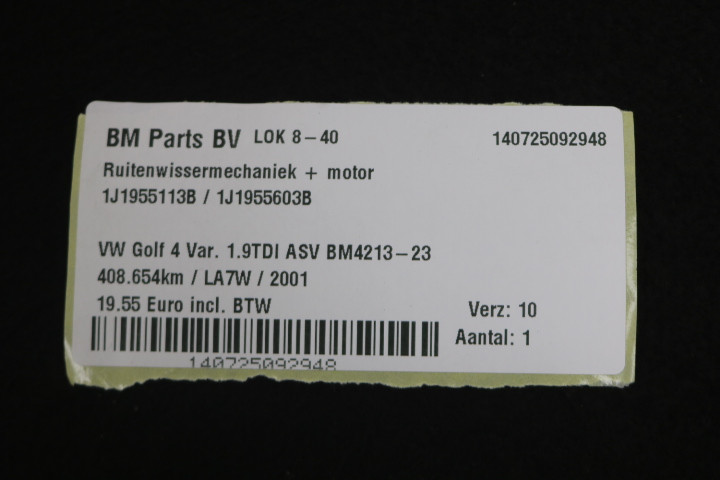 BM Parts BV LOK 8-40 140725092948
Ruitenwissermechaniek + motor
1J1955113B / 1J1955603B
VW Golf 4 Var. 1.9TDI ASV BM4213-23
408.654km / LA7W / 2001
19.55 Euro incl. BTW
Verz: 10
Aantal: 1
140725092948